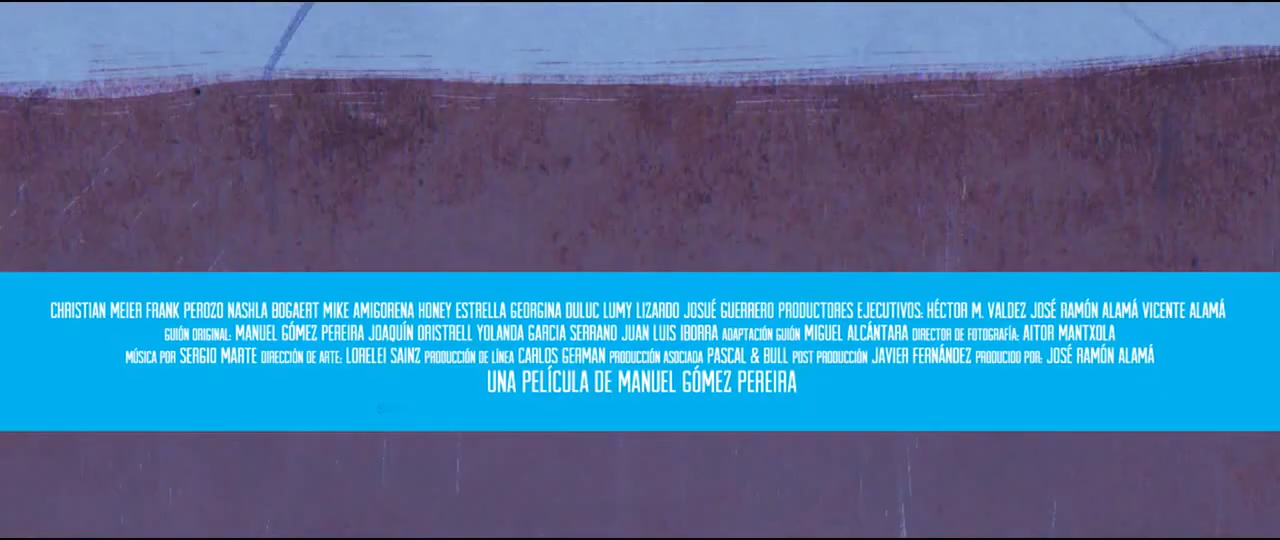 CHRISTIAN MEIER FRANK PEROZO NASHLA BOGAERT MIKE AMIGORENA HONEY ESTRELLA GEORGINA DULUC LUMY LIZARDO JOSUÉ GUERRERO PRODUCTORES EJECUTIVOS: HÉCTOR M. VALDEZ JOSÉ RAMÓN ALAMÁ VICENTE ALAMÁ
GUIÓN ORIGINAL: MANUEL GÓMEZ PEREIRA JOAQUÍN ORISTRELL YOLANDA GARCIA SERRANO JUAN LUIS IBORRA ADAPTACIÓN GUIÓN MIGUEL ALCÁNTARA DIRECTOR DE FOTOGRAFÍA: AITOR MANTXOLA
MÚSICA POR SERGIO MARTE DIRECCIÓN DE ARTE: LORELEI SAINZ PRODUCCIÓN DE LÍNEA CARLOS GERMAN PRODUCCIÓN ASOCIADA PASCAL & BULL POST PRODUCCIÓN JAVIER FERNÁNDEZ PRODUCIDO POR: JOSÉ RAMÓN ALAMÁ
UNA PELÍCULA DE MANUEL GÓMEZ PEREIRA